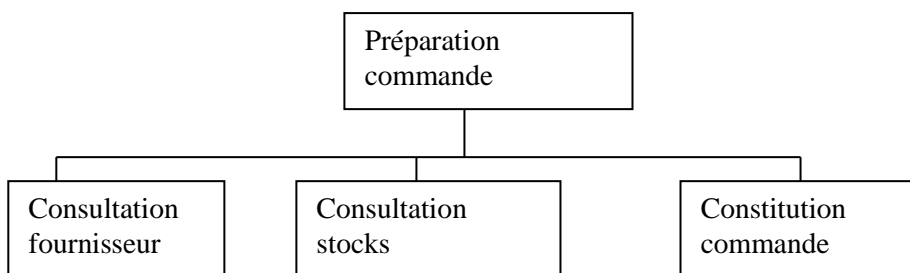 Préparation
commande
Consultation
fournisseur
Consultation
stocks
Constitution
commande